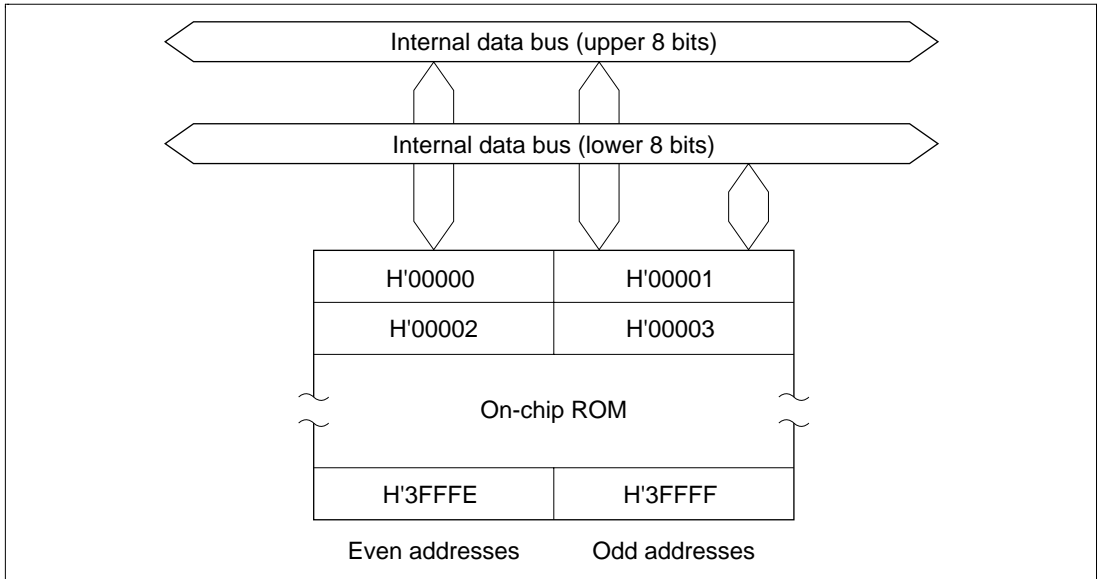 Internal data bus (upper 8 bits)
Internal data bus (lower 8 bits)
H'00000 H'00001
H'00002 H'00003
On-chip ROM
H'3FFFE H'3FFFF
Even addresses Odd addresses